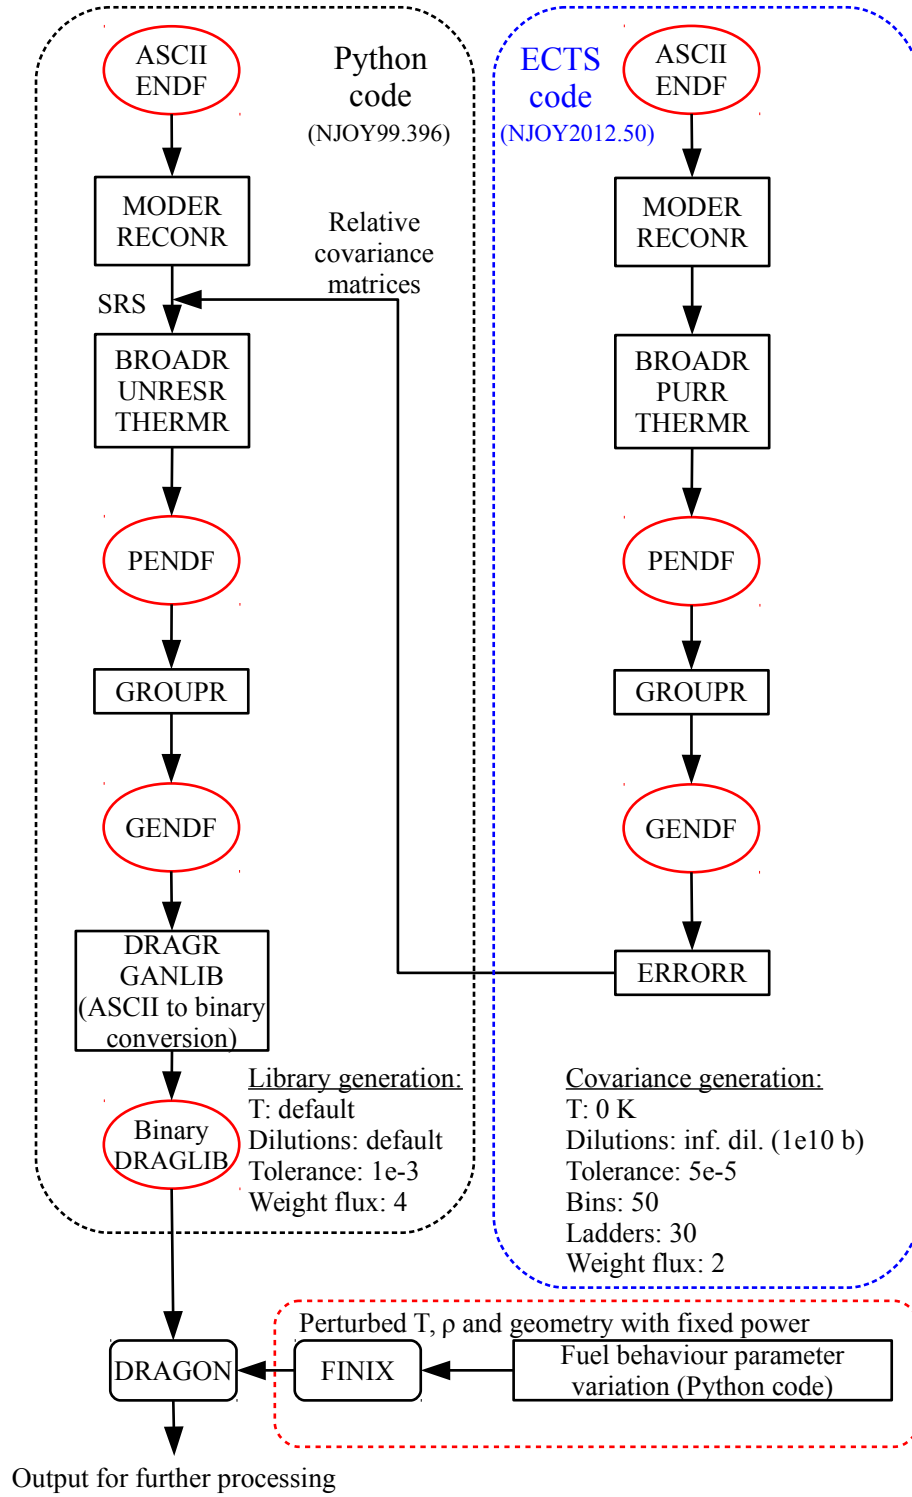 ASCII
ENDF
Python
code
(NJOY99.396)
MODER
RECONR
SRS
Relative
covariance
matrices
BROADR
UNRESR
THERMR
PENDF
GROUPR
GENDF
DRAGR
GANLIB
(ASCII to binary
conversion)
Binary
DRAGLIB
Library generation:
T: default
Dilutions: default
Tolerance: 1e-3
Weight flux: 4
ECTS
code
(NJOY2012.50)
ASCII
ENDF
MODER
RECONR
BROADR
PURR
THERMR
PENDF
GROUPR
GENDF
ERRORR
Covariance generation:
T: 0 K
Dilutions: inf. dil. (1e10 b)
Tolerance: 5e-5
Bins: 50
Ladders: 30
Weight flux: 2
Perturbed T, ρ and geometry with fixed power
DRAGON
FINIX
Fuel behaviour parameter
variation (Python code)
Output for further processing